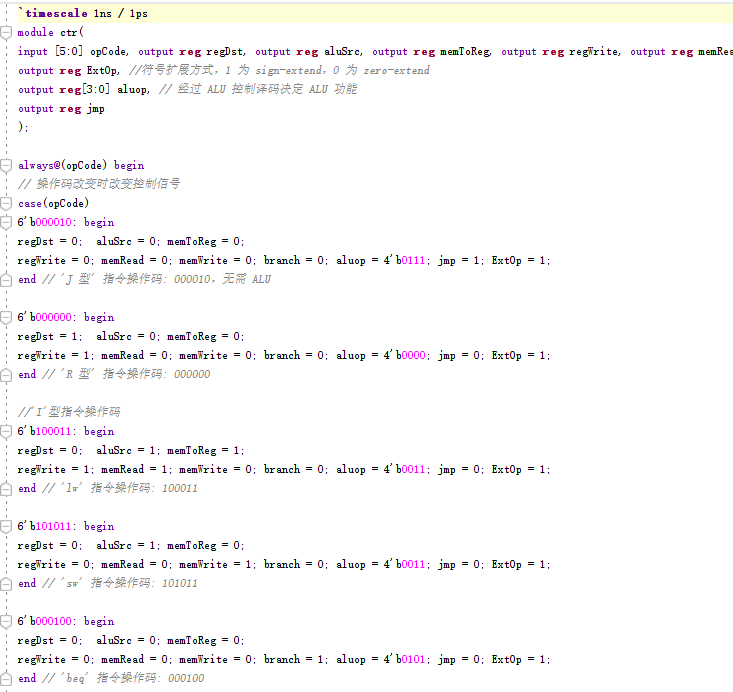 `timescale 1ns / 1ps
module ctr(
input [5:0] opCode, output reg regDst, output reg aluSrc, output reg memToReg, output reg regWrite, output reg memRea
output reg ExtOp, //符号扩展方式，1 为 sign-extend，0 为 zero-extend
output reg[3:0] aluop, // 经过 ALU 控制译码决定 ALU 功能
output reg jmp
);
always@(opCode) begin
// 操作码改变时改变控制信号
case(opCode)
6'b000010: begin
regDst = 0; aluSrc = 0; memToReg = 0;
regWrite = 0; memRead = 0; memWrite = 0; branch = 0; aluop = 4'b0111; jmp = 1; ExtOp = 1;
end // 'J 型' 指令操作码: 000010，无需 ALU
6'b000000: begin
regDst = 1; aluSrc = 0; memToReg = 0;
regWrite = 1; memRead = 0; memWrite = 0; branch = 0; aluop = 4'b0000; jmp = 0; ExtOp = 1;
end // 'R 型' 指令操作码: 000000
//'I'型指令操作码
6'b100011: begin
regDst = 0; aluSrc = 1; memToReg = 1;
regWrite = 1; memRead = 1; memWrite = 0; branch = 0; aluop = 4'b0011; jmp = 0; ExtOp = 1;
end // 'lw' 指令操作码: 100011
6'b101011: begin
regDst = 0; aluSrc = 1; memToReg = 0;
regWrite = 0; memRead = 0; memWrite = 1; branch = 0; aluop = 4'b0011; jmp = 0; ExtOp = 1;
end // 'sw' 指令操作码: 101011
6'b000100: begin
regDst = 0; aluSrc = 0; memToReg = 0;
regWrite = 0; memRead = 0; memWrite = 0; branch = 1; aluop = 4'b0101; jmp = 0; ExtOp = 1;
end // 'beq' 指令操作码: 000100